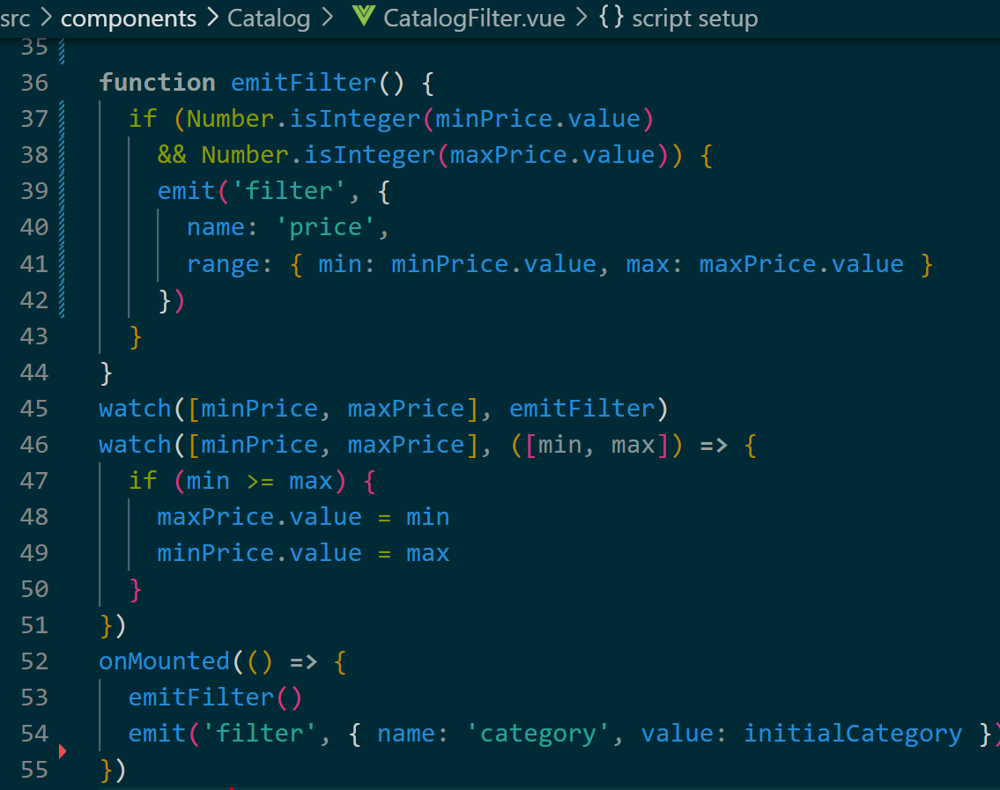 src > components > Catalog > CatalogFilter.vue > {} script setup
35
36 function emitFilter() {
37 if (Number.isInteger(minPrice.value)
38 && Number.isInteger(maxPrice.value)) {
39 emit('filter', {
40 name: 'price',
41 range: { min: minPrice.value, max: maxPrice.value }
42 })
43 }
44 }
45 watch([minPrice, maxPrice], emitFilter)
46 watch([minPrice, maxPrice], ([min, max]) => {
47 if (min >= max) {
48 maxPrice.value = min
49 minPrice.value = max
50 }
51 })
52 onMounted(() => {
53 emitFilter()
54 emit('filter', { name: 'category', value: initialCategory })
55 })